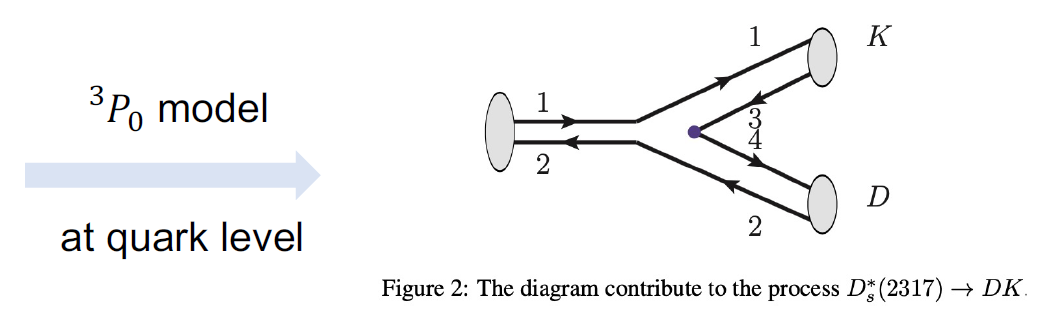 ³P₀ model
at quark level
1
2
1
3
4
2
K
D
Figure 2: The diagram contribute to the process D*ₛ(2317) → DK.